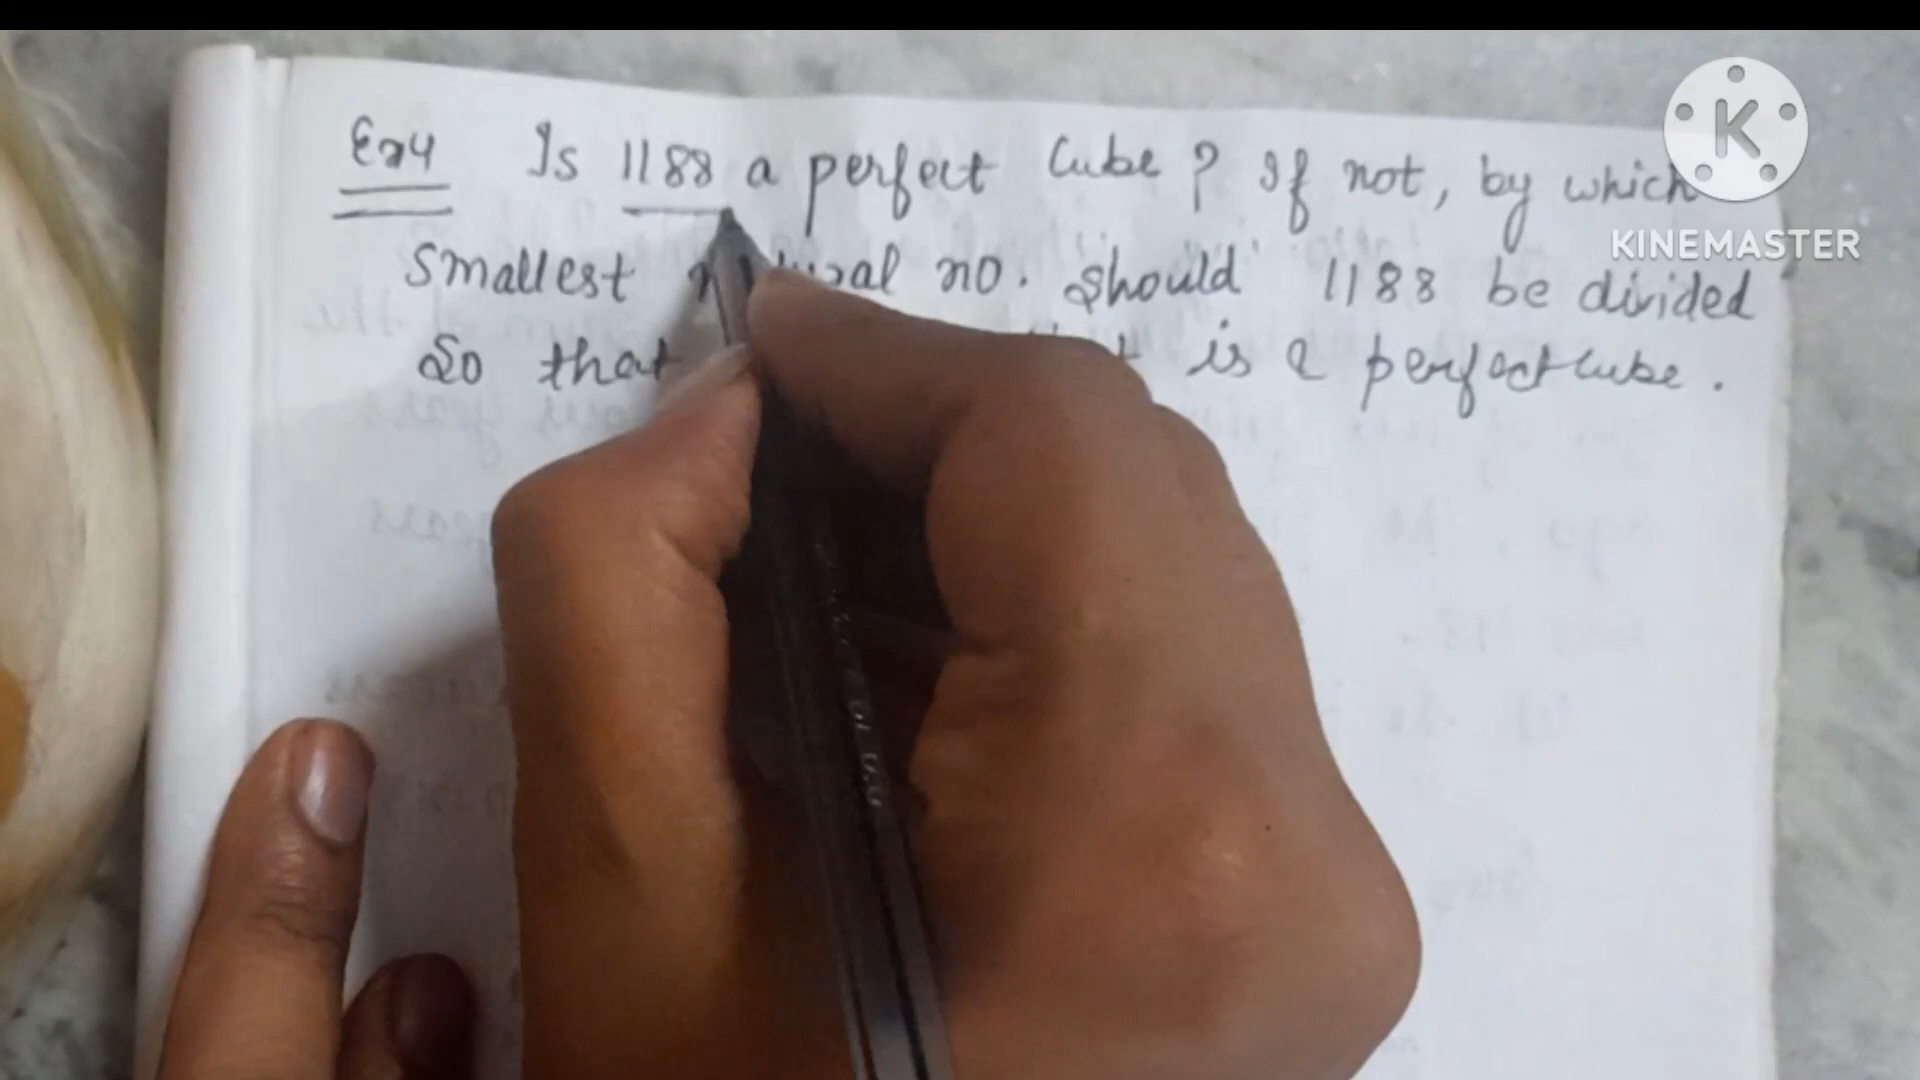 Ex4 Is 1188 a perfect Cube ? If not, by which
Smallest no. Should 1188 be divided
So that is a perfect cube.
K
KINEMASTER